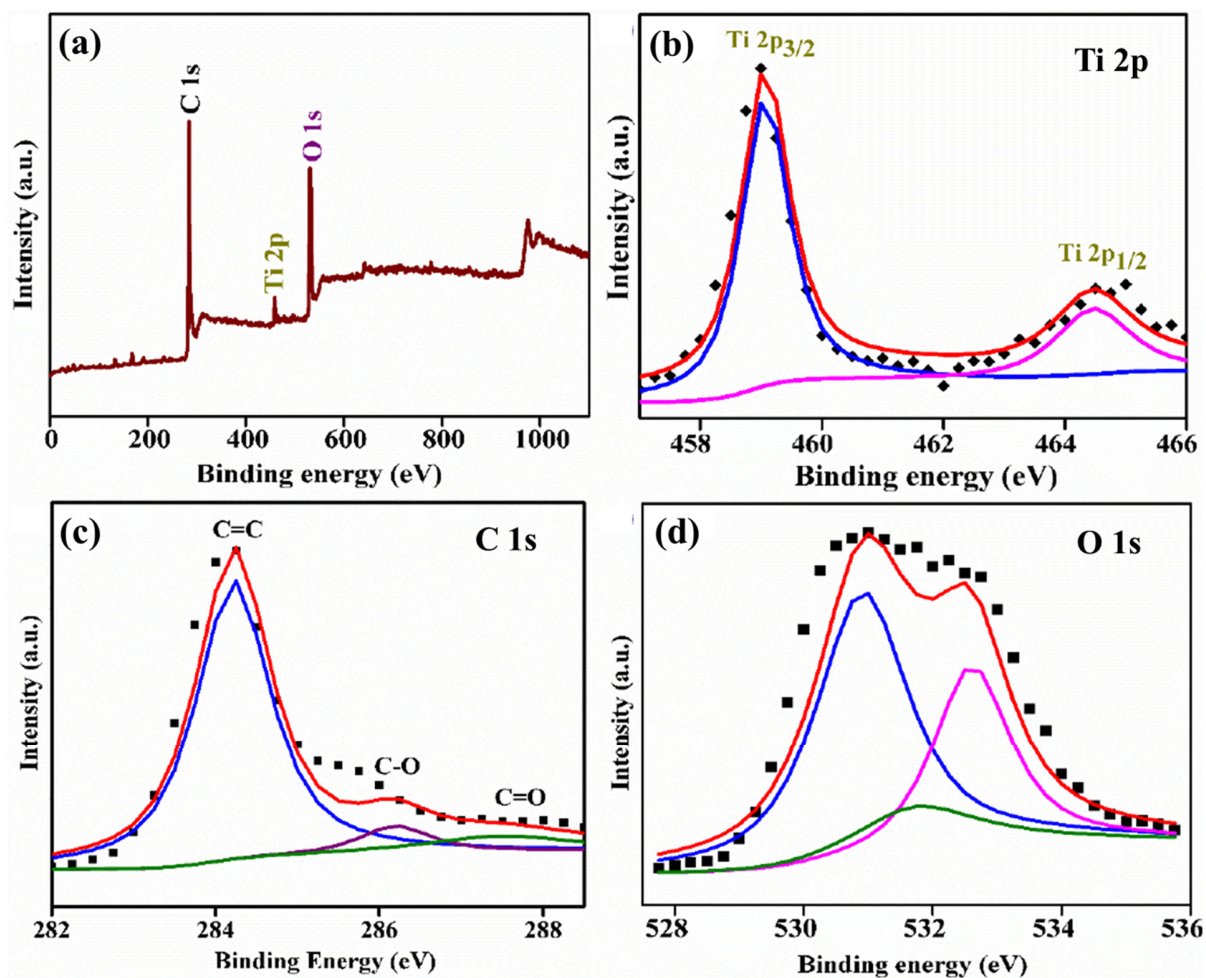 (a)
C 1s
Ti 2p
O 1s
Intensity (a.u.)
0 200 400 600 800 1000
Binding energy (eV)
(b)
Ti 2p3/2
Ti 2p
Ti 2p1/2
Intensity (a.u.)
458 460 462 464 466
Binding energy (eV)
(c)
C=C
C 1s
C-O
C=O
Intensity (a.u.)
282 284 286 288
Binding Energy (eV)
(d)
O 1s
Intensity (a.u.)
528 530 532 534 536
Binding energy (eV)